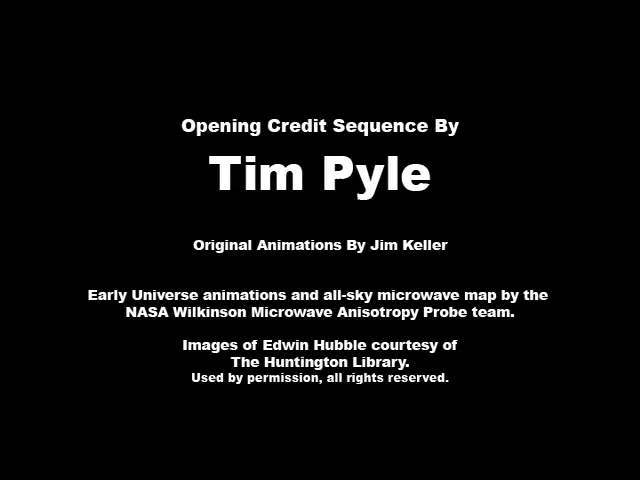 Opening Credit Sequence By
Tim Pyle
Original Animations By Jim Keller
Early Universe animations and all-sky microwave map by the
NASA Wilkinson Microwave Anisotropy Probe team.
Images of Edwin Hubble courtesy of
The Huntington Library.
Used by permission, all rights reserved.